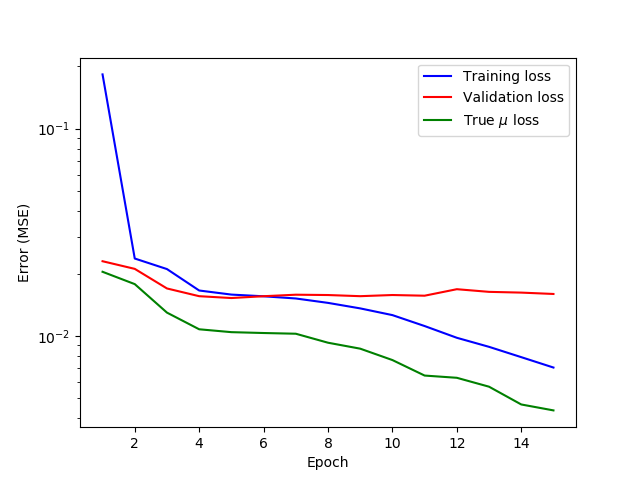 Training loss
Validation loss
True μ loss
10⁻¹
10⁻²
Error (MSE)
2 4 6 8 10 12 14
Epoch